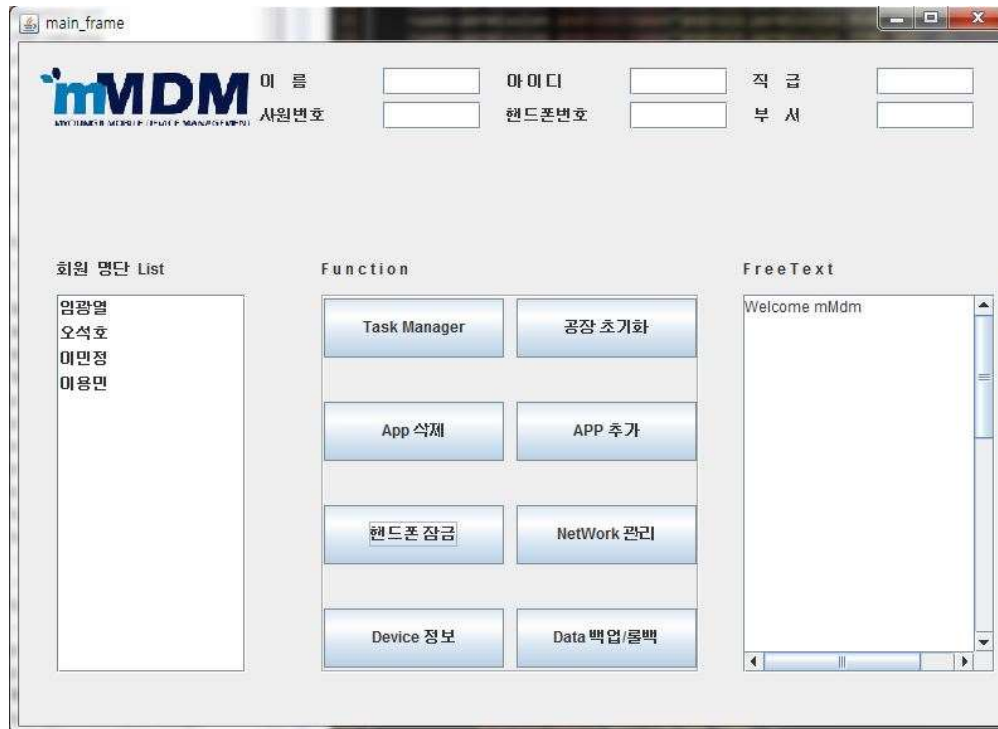 main_frame
mMDM
이 름
아이디
직 급
MOBILE DEVICE MANAGEMENT
사원번호
핸드폰번호
부 서
회원 명단 List
Function
FreeText
임광열
오석호
이민정
이용민
Task Manager
공장 초기화
App 삭제
APP 추가
핸드폰 잠금
NetWork 관리
Device 정보
Data 백업/롤백
Welcome mMdm